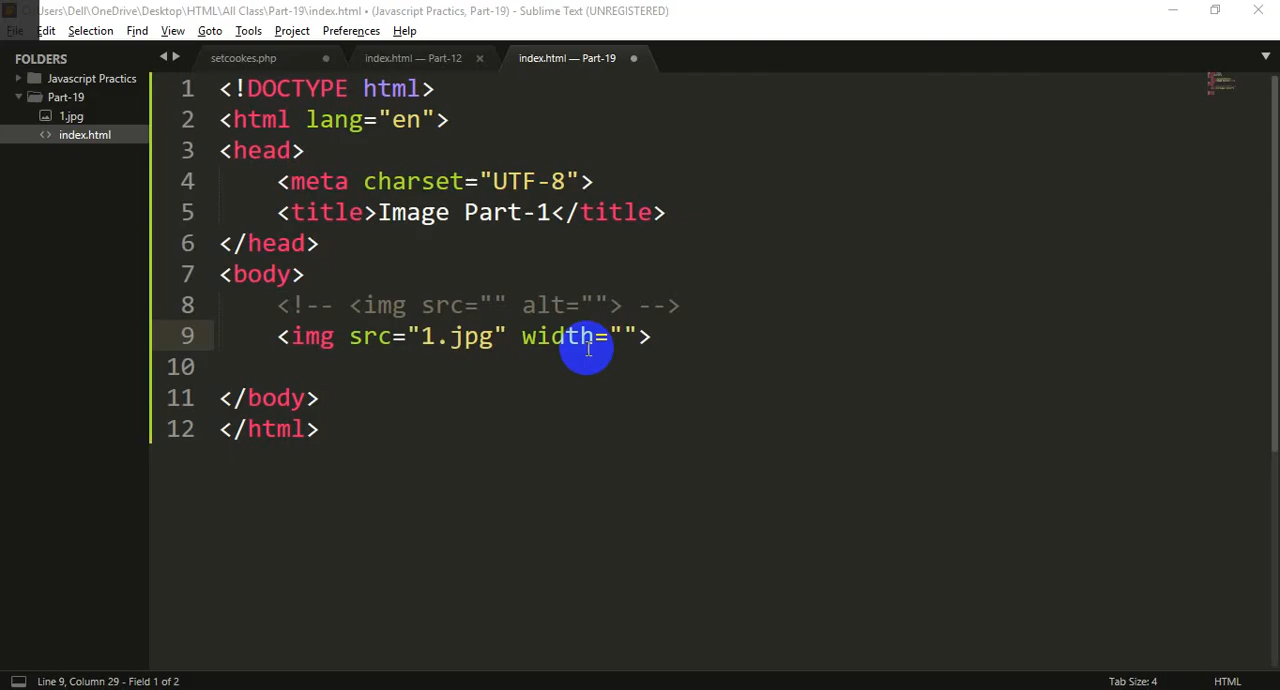 :\Users\Dell\OneDrive\Desktop\HTML\All Class\Part-19\index.html • (Javascript Practics, Part-19) - Sublime Text (UNREGISTERED)
File Edit Selection Find View Goto Tools Project Preferences Help
FOLDERS
Javascript Practics
Part-19
1.jpg
index.html
setcookes.php
index.html — Part-12
index.html — Part-19
1 <!DOCTYPE html>
2 <html lang="en">
3 <head>
4 <meta charset="UTF-8">
5 <title>Image Part-1</title>
6 </head>
7 <body>
8 <!-- <img src="" alt=""> -->
9 <img src="1.jpg" width="">
10
11 </body>
12 </html>
Line 9, Column 29 - Field 1 of 2
Tab Size: 4
HTML